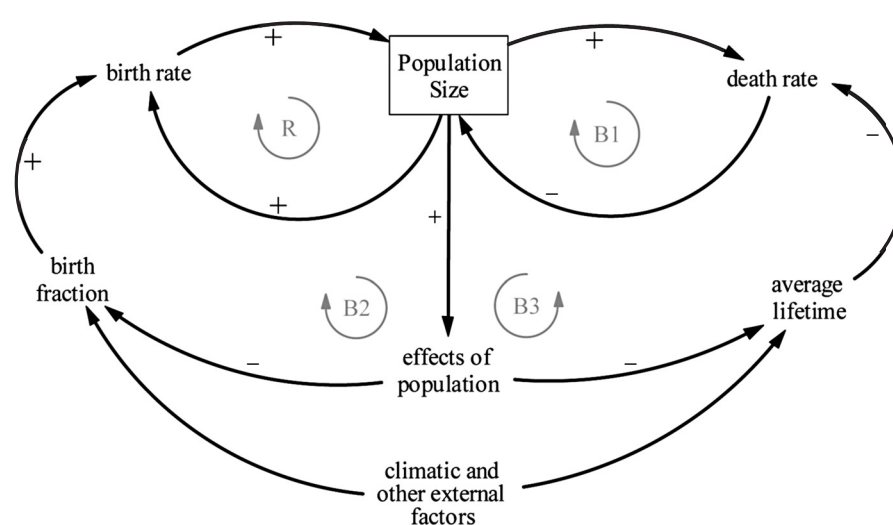 +
+
Population
Size
birth rate
death rate
R
B1
+
+
–
–
+
birth
fraction
average
lifetime
B2
B3
effects of
population
–
–
climatic and
other external
factors